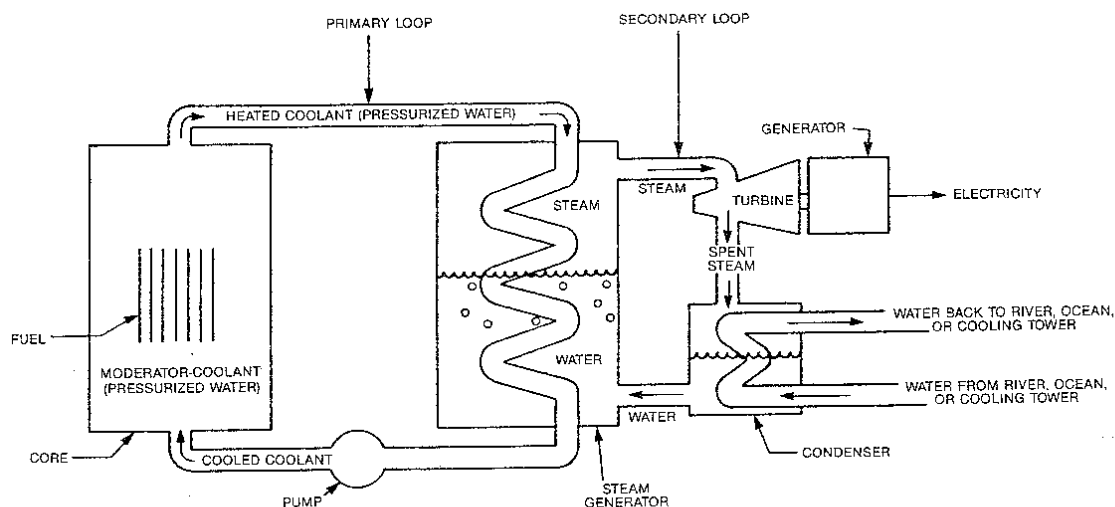 PRIMARY LOOP
SECONDARY LOOP
HEATED COOLANT (PRESSURIZED WATER)
GENERATOR
STEAM
TURBINE
ELECTRICITY
STEAM
SPENT
STEAM
WATER BACK TO RIVER, OCEAN,
OR COOLING TOWER
FUEL
MODERATOR-COOLANT
(PRESSURIZED WATER)
WATER
WATER FROM RIVER, OCEAN,
OR COOLING TOWER
WATER
CORE
COOLED COOLANT
CONDENSER
PUMP
STEAM
GENERATOR